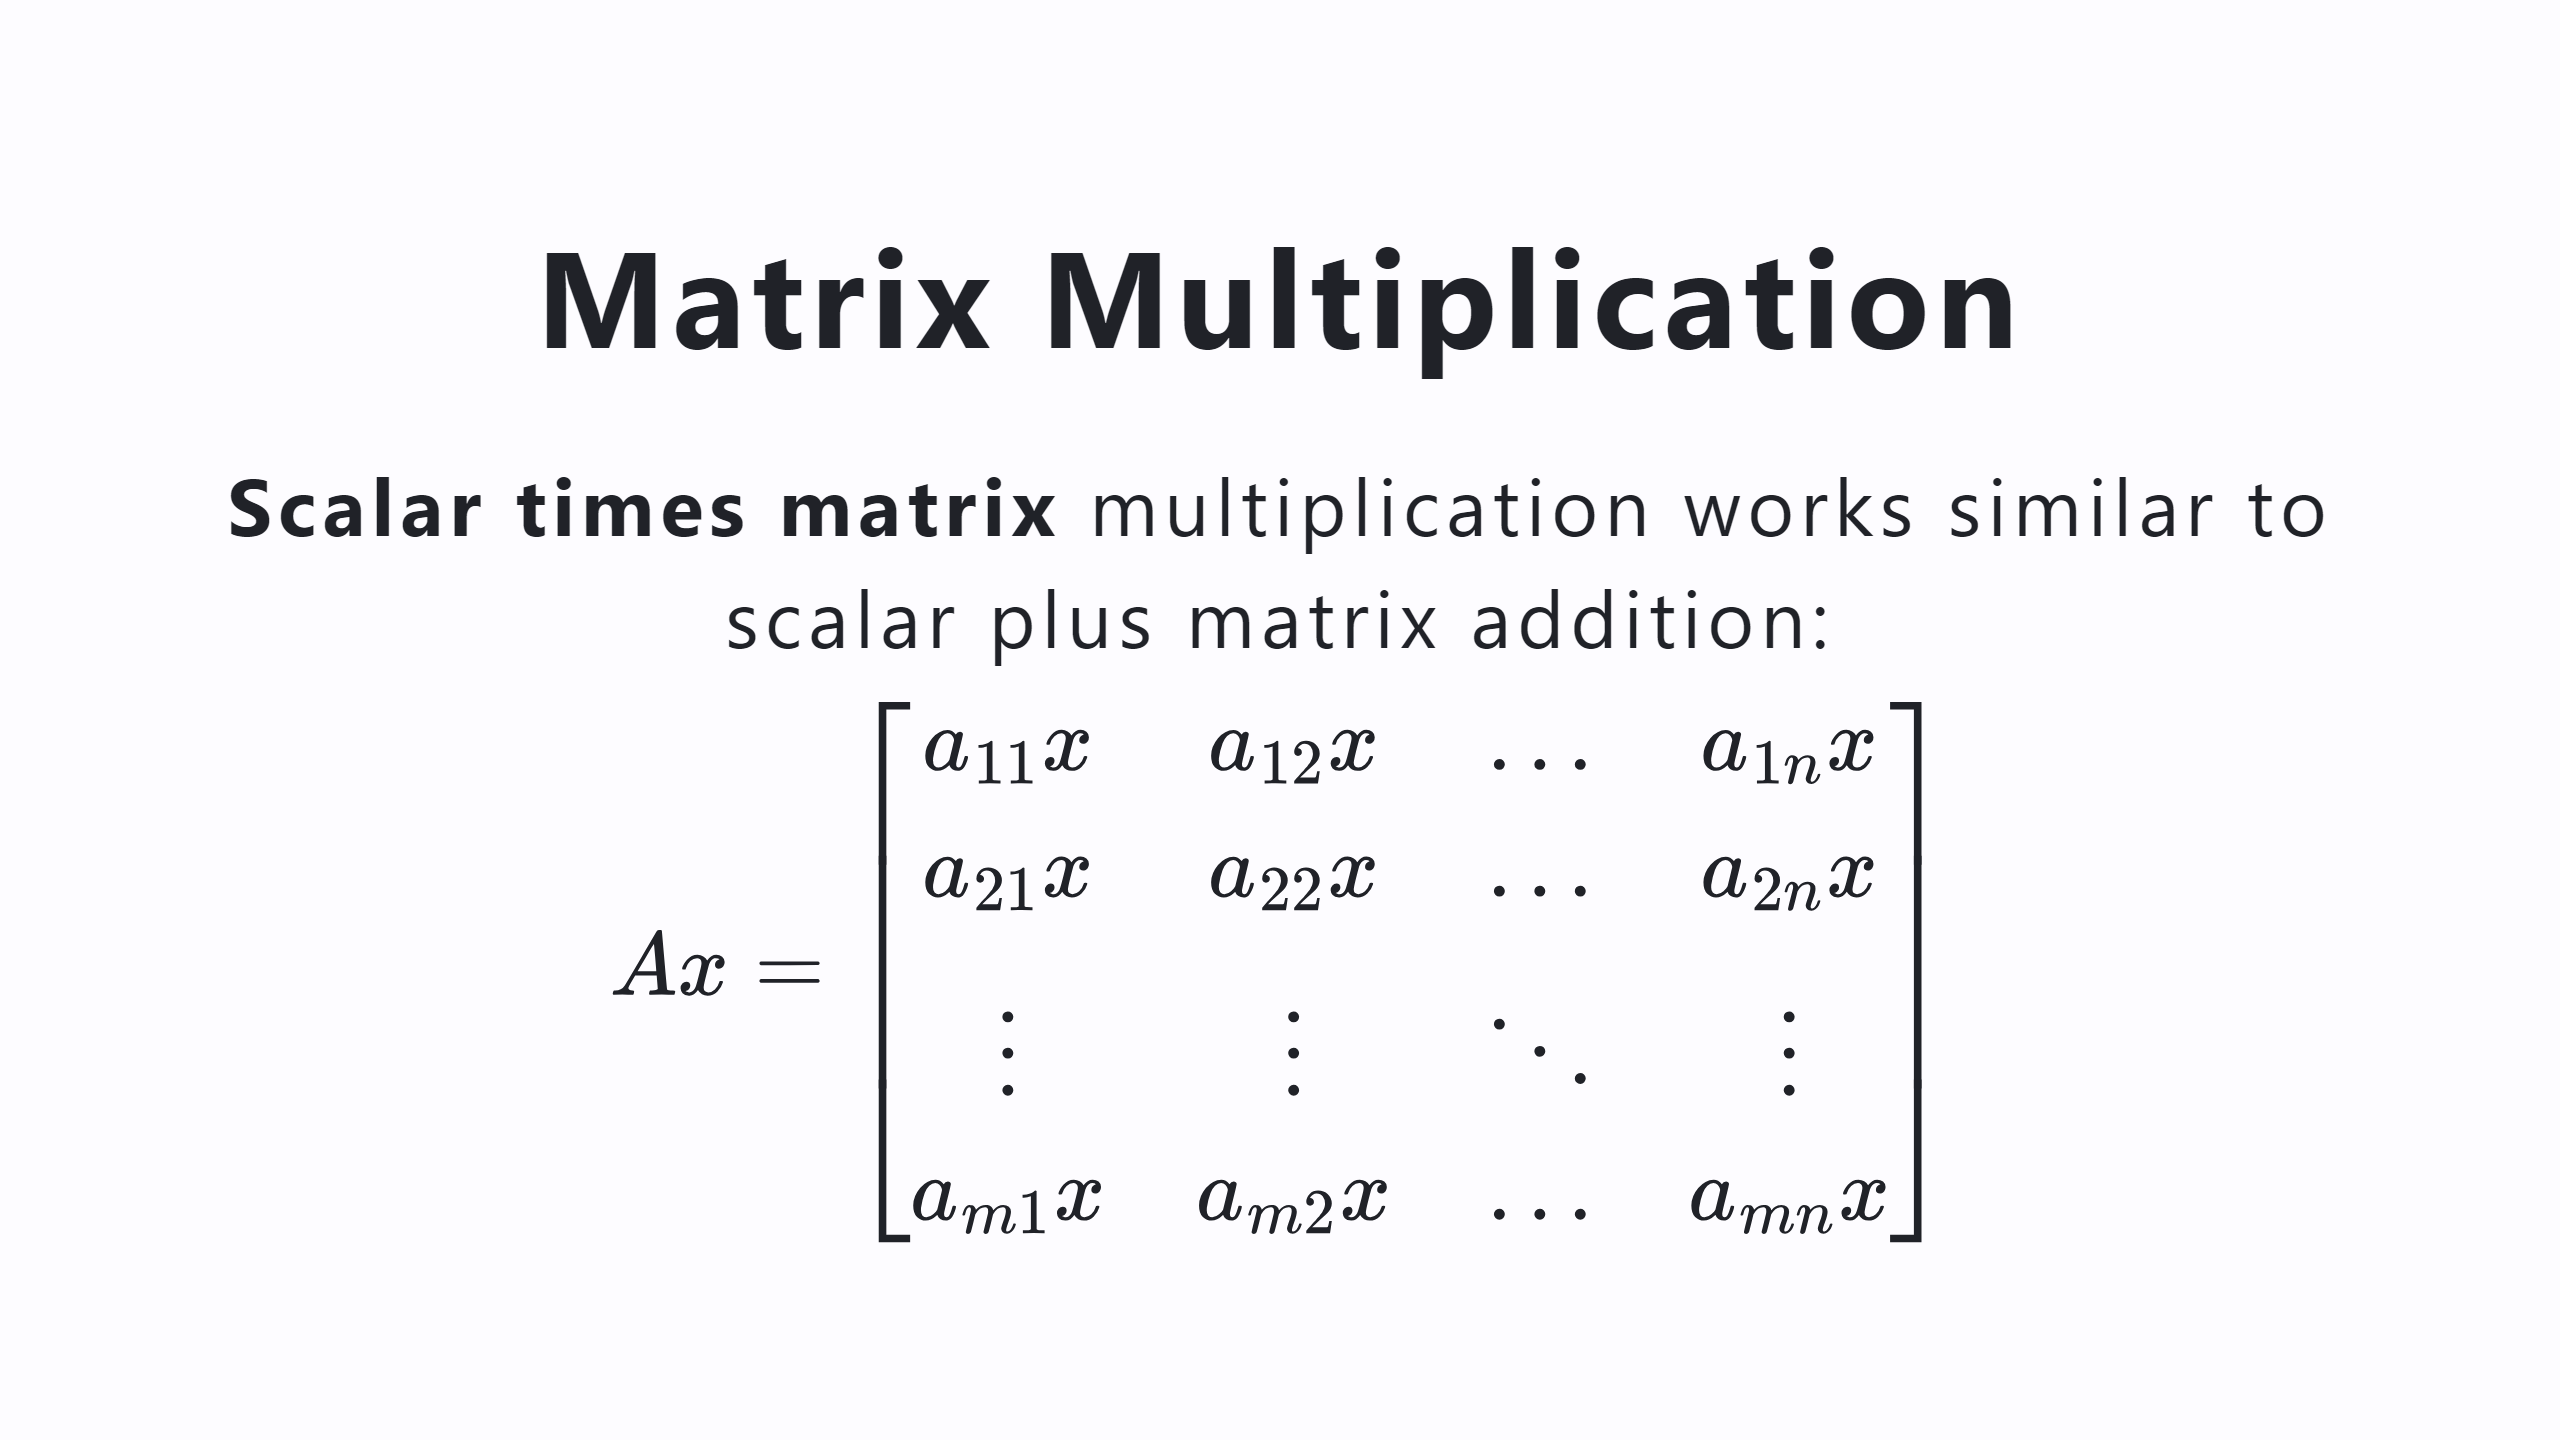 Matrix Multiplication
Scalar times matrix multiplication works similar to
scalar plus matrix addition:
a₁₁x a₁₂x … a₁ₙx
a₂₁x a₂₂x … a₂ₙx
Ax =
⋮ ⋮ ⋱ ⋮
aₘ₁x aₘ₂x … aₘₙx